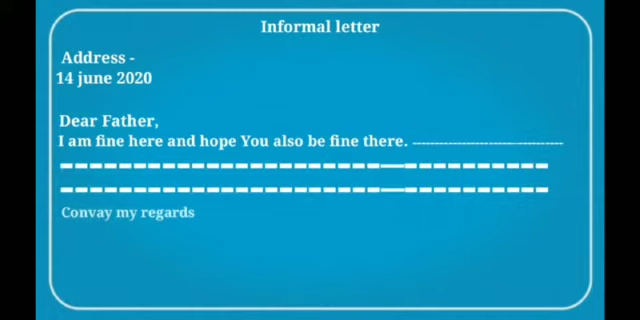 Informal letter
Address -
14 june 2020
Dear Father,
I am fine here and hope You also be fine there. ----------------------------------
Convay my regards